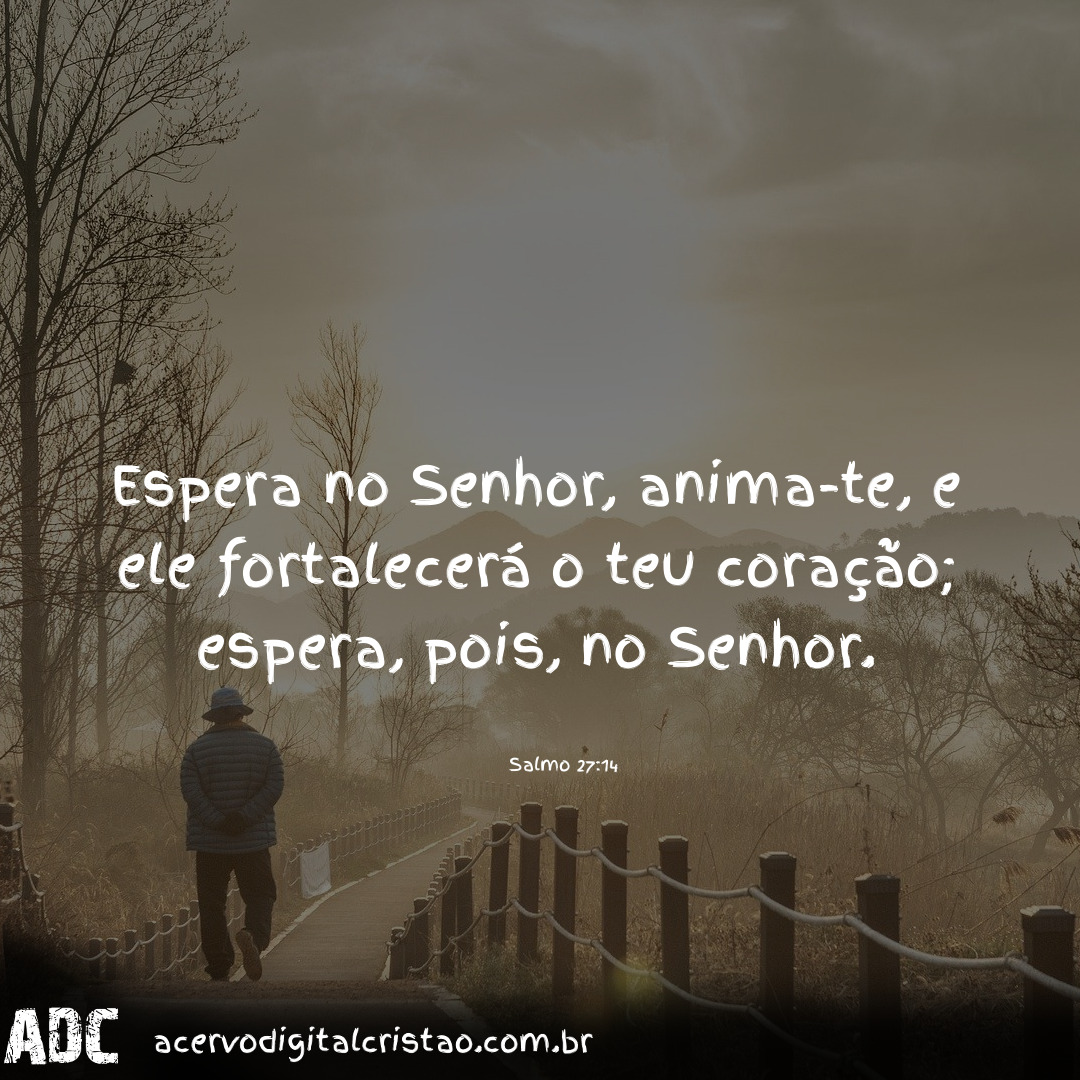 Espera no Senhor, anima-te, e
ele fortalecerá o teu coração;
espera, pois, no Senhor.
Salmo 27:14
ADC acervodigitalcristao.com.br